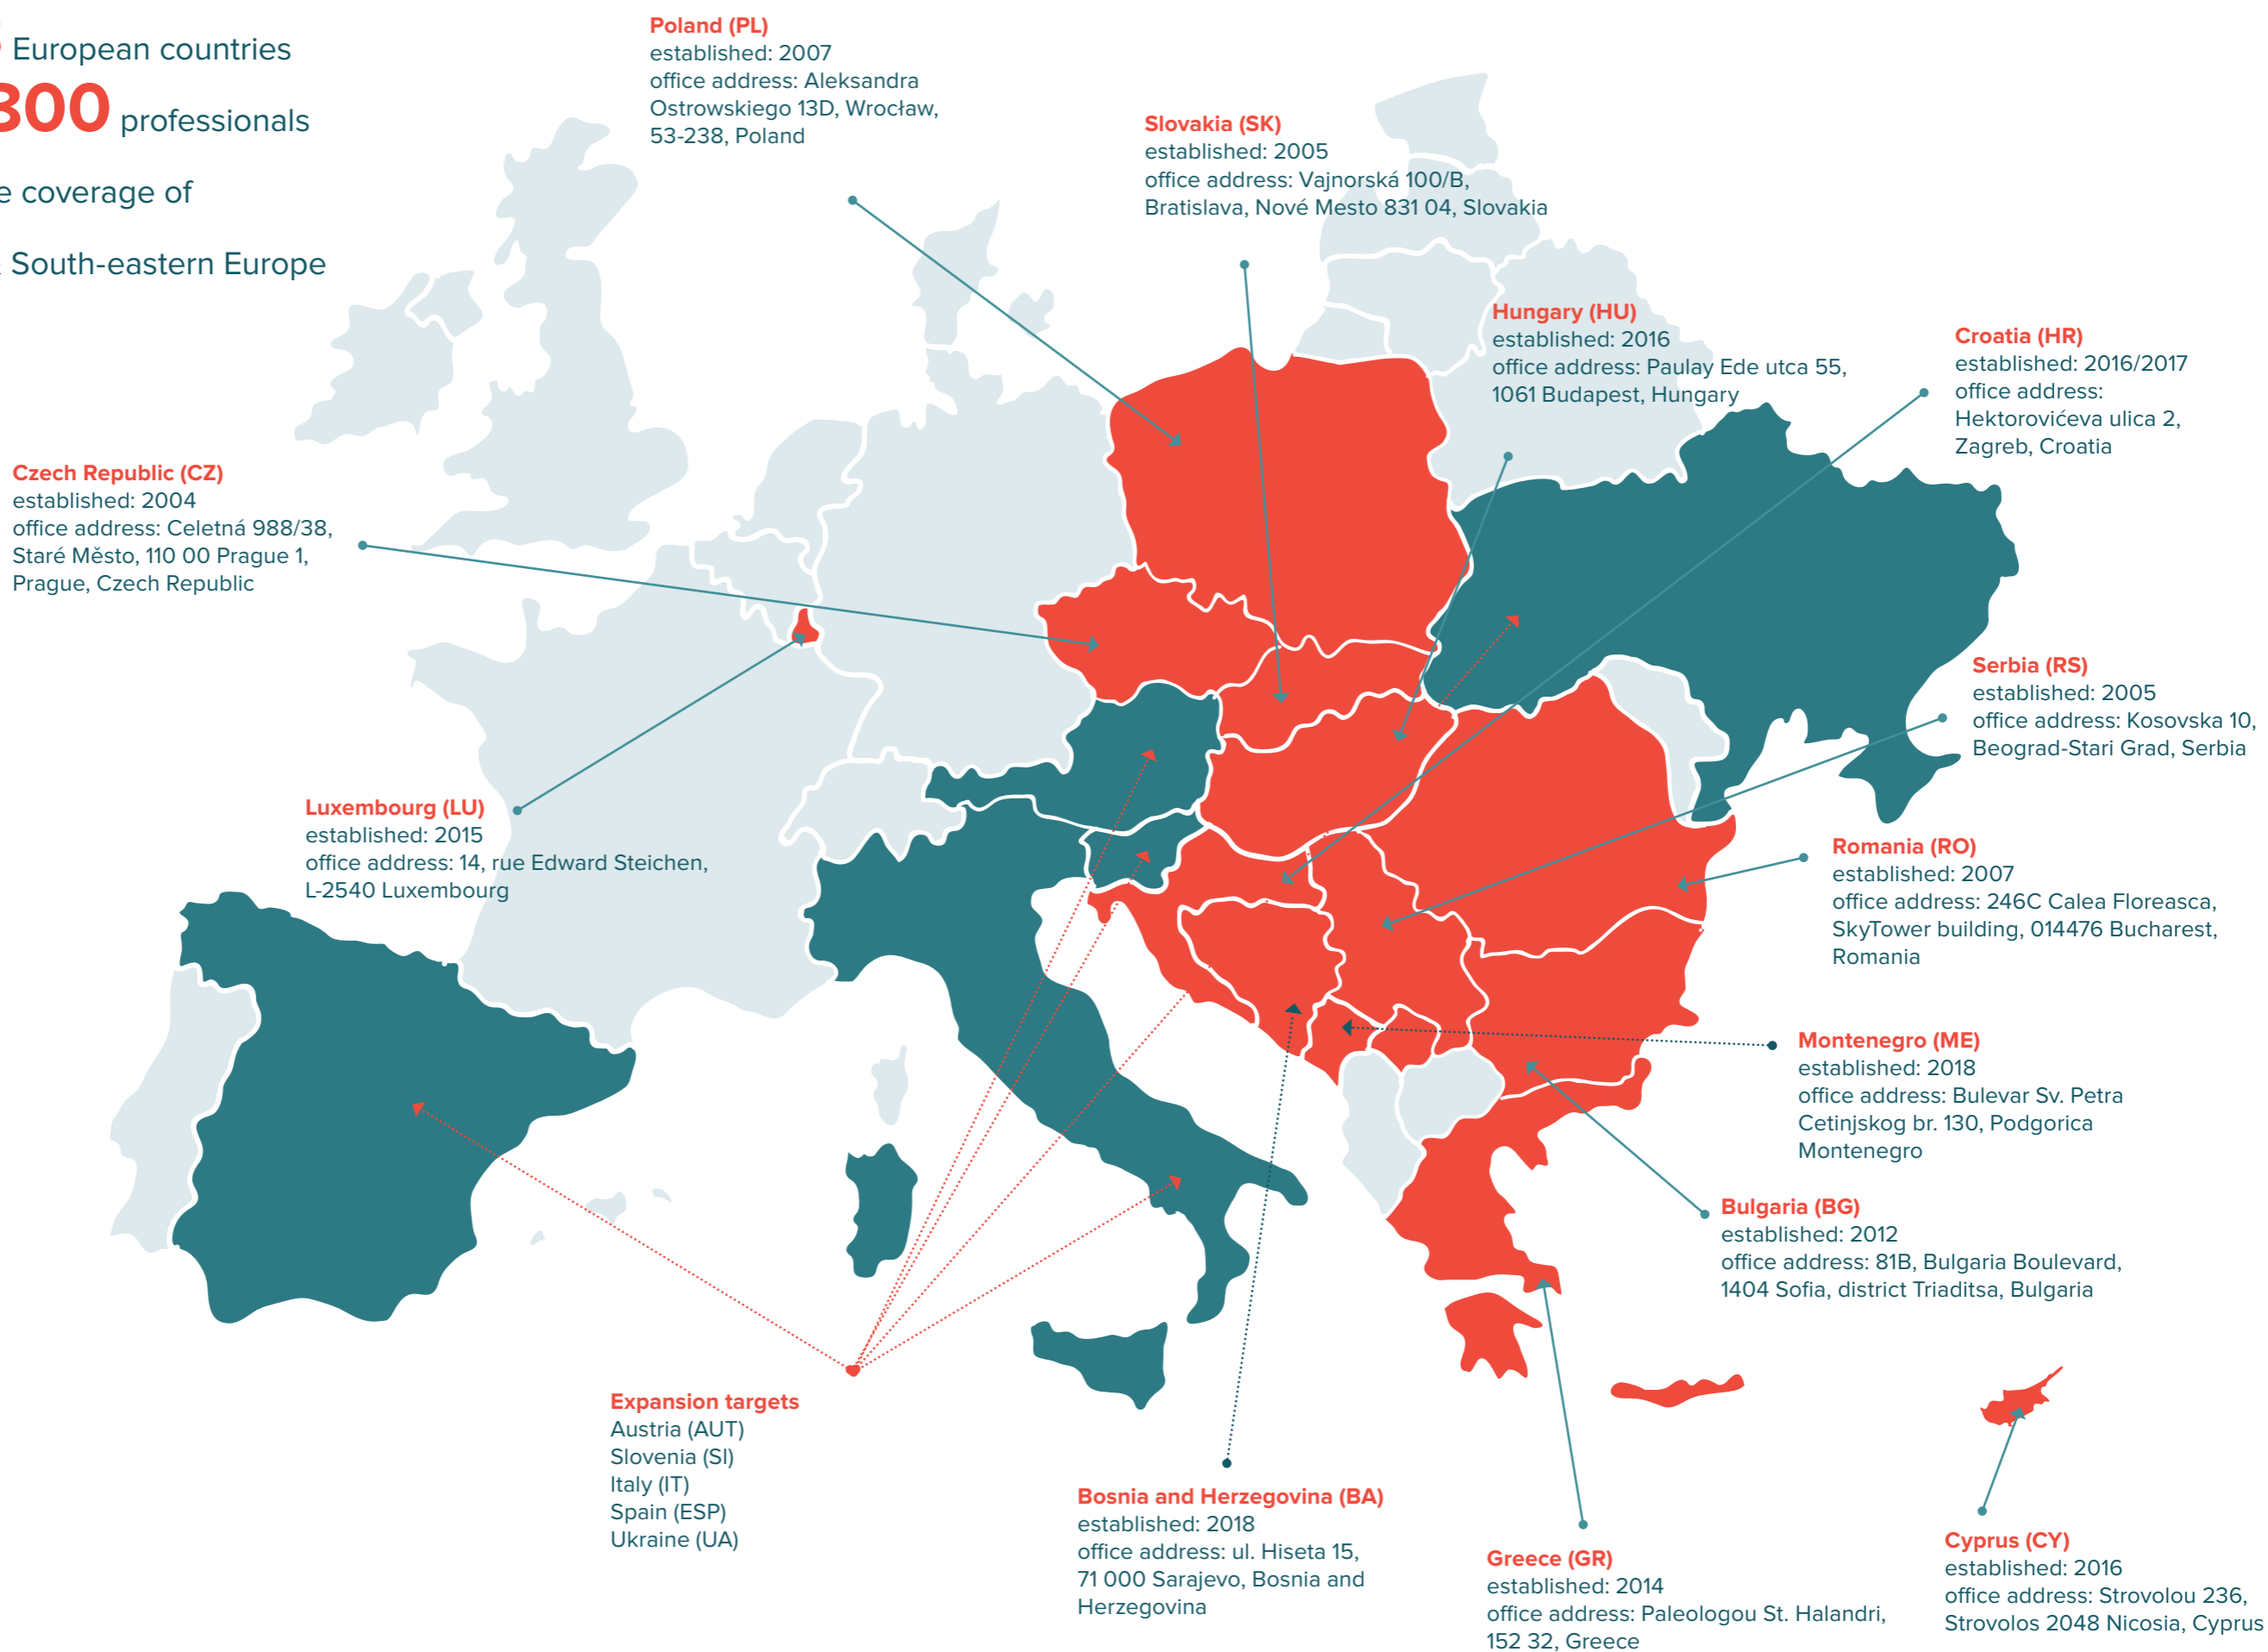 European countries
800 professionals
coverage of
South-eastern Europe
Poland (PL)
established: 2007
office address: Aleksandra
Ostrowskiego 13D, Wrocław,
53-238, Poland
Slovakia (SK)
established: 2005
office address: Vajnorská 100/B,
Bratislava, Nové Mesto 831 04, Slovakia
Hungary (HU)
established: 2016
office address: Paulay Ede utca 55,
1061 Budapest, Hungary
Croatia (HR)
established: 2016/2017
office address:
Hektorovićeva ulica 2,
Zagreb, Croatia
Czech Republic (CZ)
established: 2004
office address: Celetná 988/38,
Staré Město, 110 00 Prague 1,
Prague, Czech Republic
Serbia (RS)
established: 2005
office address: Kosovska 10,
Beograd-Stari Grad, Serbia
Luxembourg (LU)
established: 2015
office address: 14, rue Edward Steichen,
L-2540 Luxembourg
Romania (RO)
established: 2007
office address: 246C Calea Floreasca,
SkyTower building, 014476 Bucharest,
Romania
Montenegro (ME)
established: 2018
office address: Bulevar Sv. Petra
Cetinjskog br. 130, Podgorica
Montenegro
Bulgaria (BG)
established: 2012
office address: 81B, Bulgaria Boulevard,
1404 Sofia, district Triaditsa, Bulgaria
Expansion targets
Austria (AUT)
Slovenia (SI)
Italy (IT)
Spain (ESP)
Ukraine (UA)
Bosnia and Herzegovina (BA)
established: 2018
office address: ul. Hiseta 15,
71 000 Sarajevo, Bosnia and
Herzegovina
Greece (GR)
established: 2014
office address: Paleologou St. Halandri,
152 32, Greece
Cyprus (CY)
established: 2016
office address: Strovolou 236,
Strovolos 2048 Nicosia, Cyprus